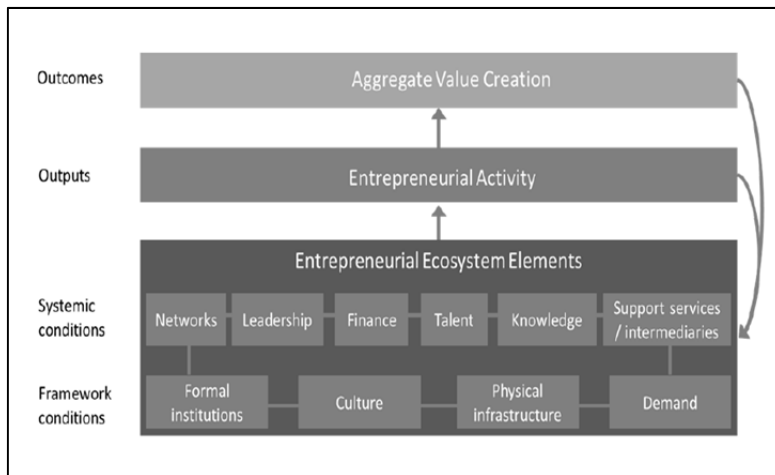 Outcomes
Aggregate Value Creation
Outputs
Entrepreneurial Activity
Entrepreneurial Ecosystem Elements
Systemic
conditions
Networks
Leadership
Finance
Talent
Knowledge
Support services
/ intermediaries
Framework
conditions
Formal
institutions
Culture
Physical
infrastructure
Demand